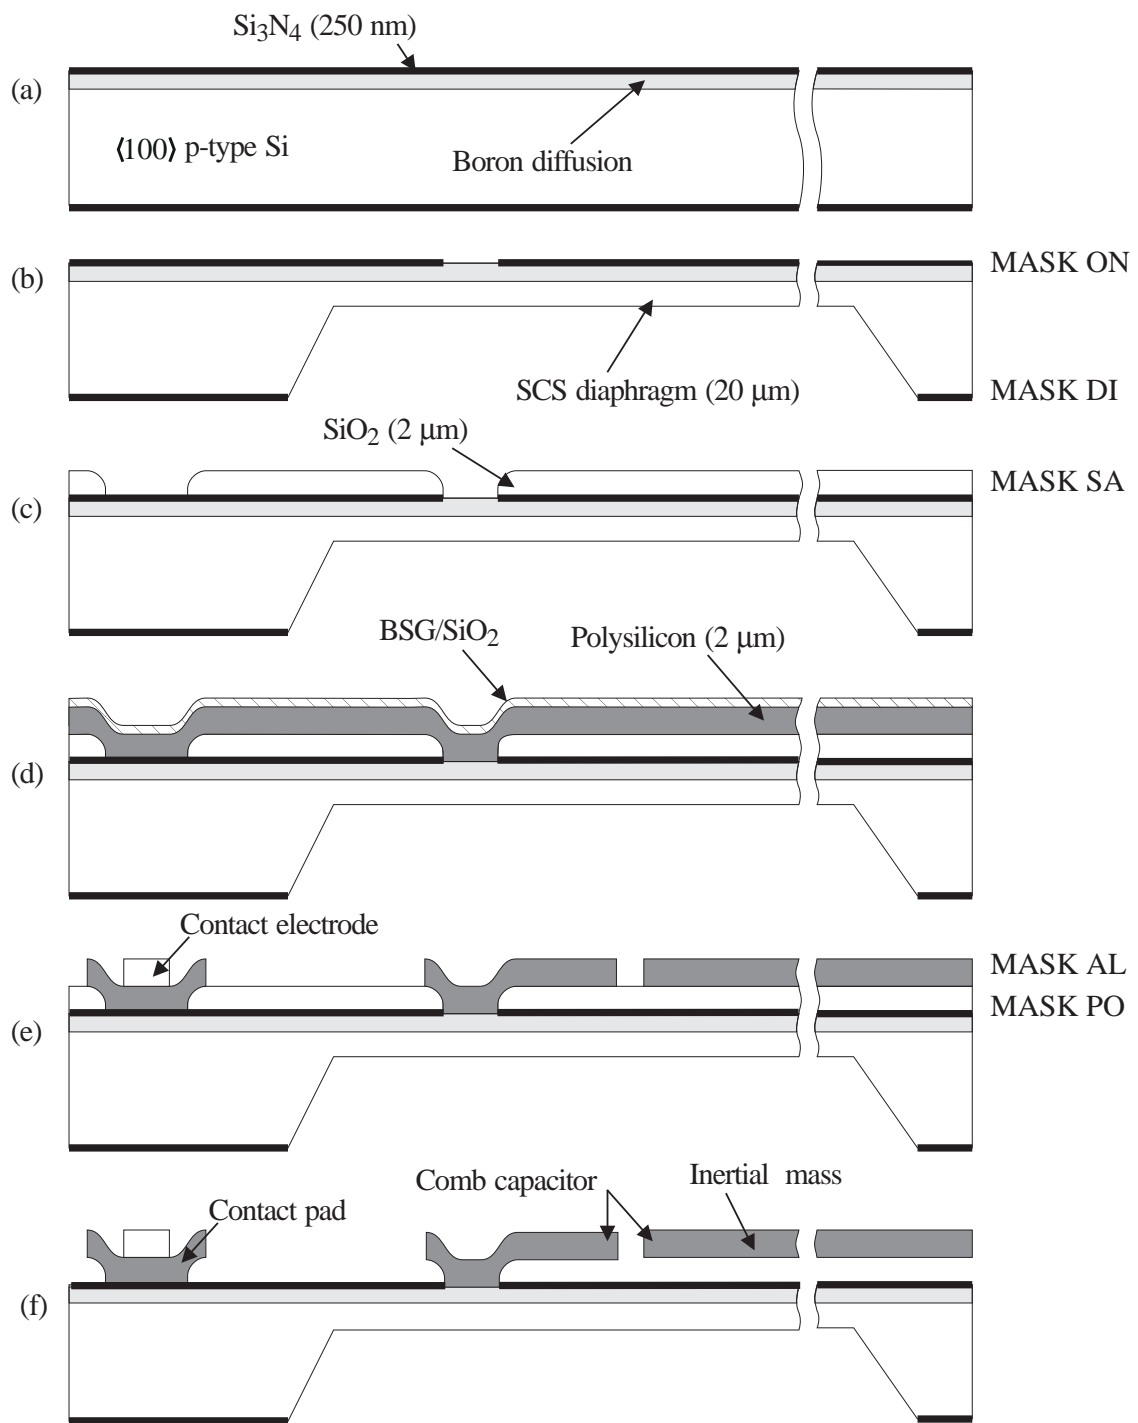 Si3N4 (250 nm)
(a)
⟨100⟩ p-type Si
Boron diffusion
(b)
MASK ON
SCS diaphragm (20 μm)
MASK DI
SiO2 (2 μm)
MASK SA
(c)
BSG/SiO2
Polysilicon (2 μm)
(d)
Contact electrode
MASK AL
MASK PO
(e)
Comb capacitor
Inertial mass
Contact pad
(f)